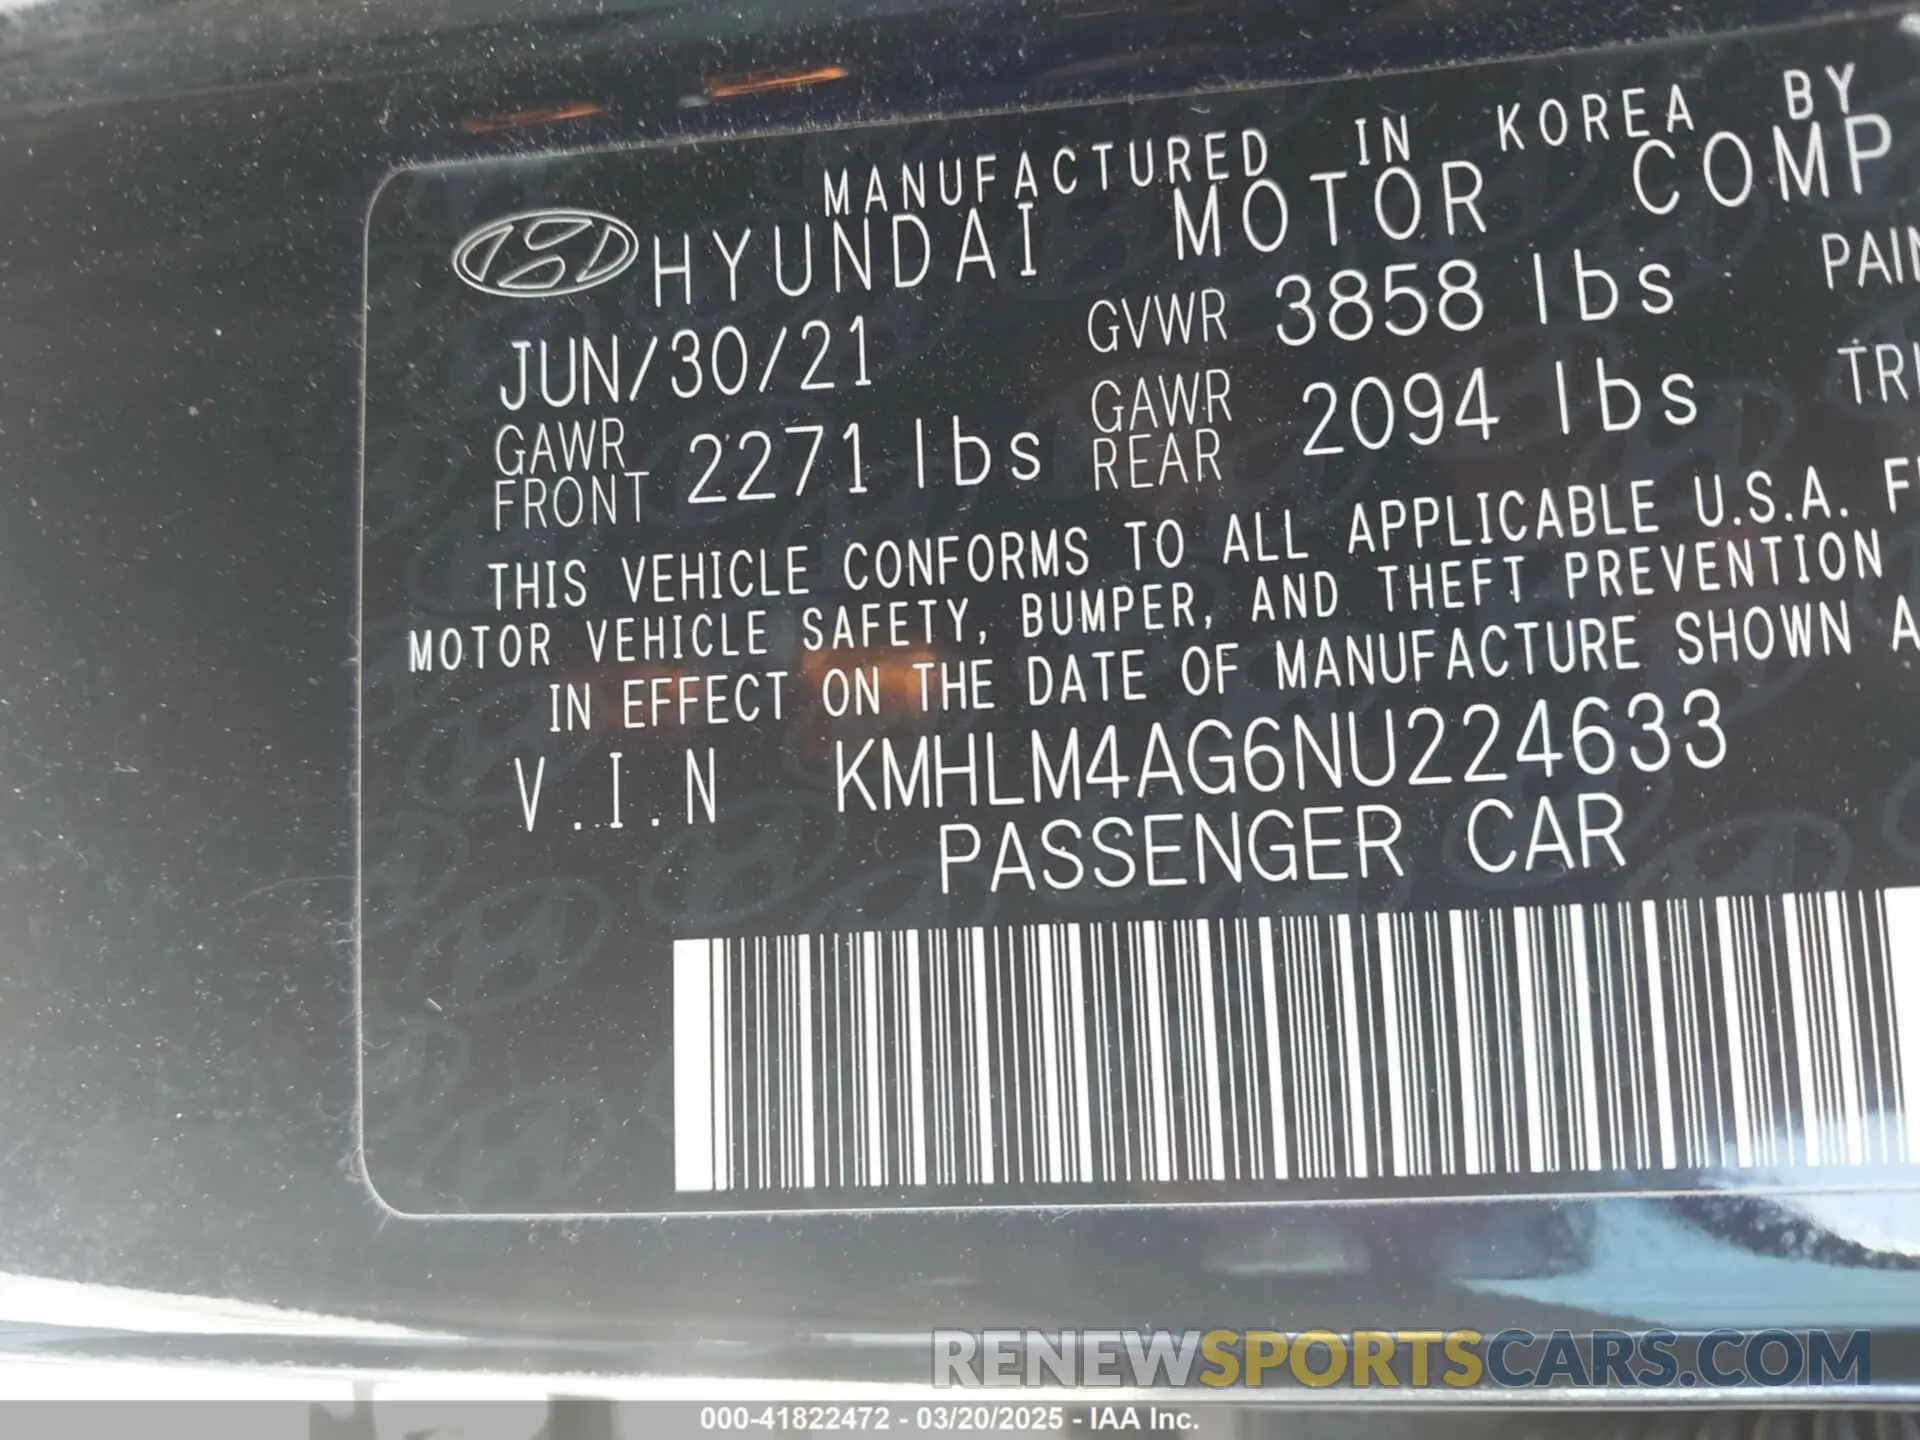 MANUFACTURED IN KOREA BY
HYUNDAI MOTOR COMP
JUN/30/21 GVWR 3858 lbs PAIN
GAWR FRONT 2271 lbs GAWR REAR 2094 lbs TRI
THIS VEHICLE CONFORMS TO ALL APPLICABLE U.S.A. F
MOTOR VEHICLE SAFETY, BUMPER, AND THEFT PREVENTION
IN EFFECT ON THE DATE OF MANUFACTURE SHOWN A
V.I.N KMHLM4AG6NU224633
PASSENGER CAR
RENEWSPORTSCARS.COM
000-41822472 - 03/20/2025 - IAA Inc.